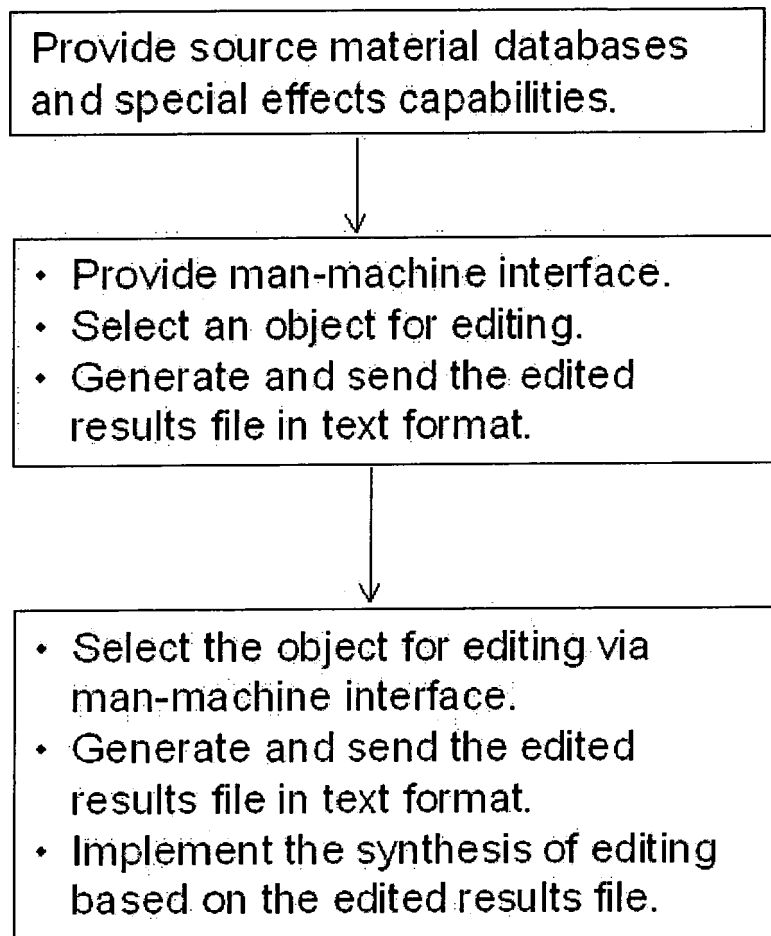 Provide source material databases
and special effects capabilities.
• Provide man-machine interface.
• Select an object for editing.
• Generate and send the edited
results file in text format.
• Select the object for editing via
man-machine interface.
• Generate and send the edited
results file in text format.
• Implement the synthesis of editing
based on the edited results file.